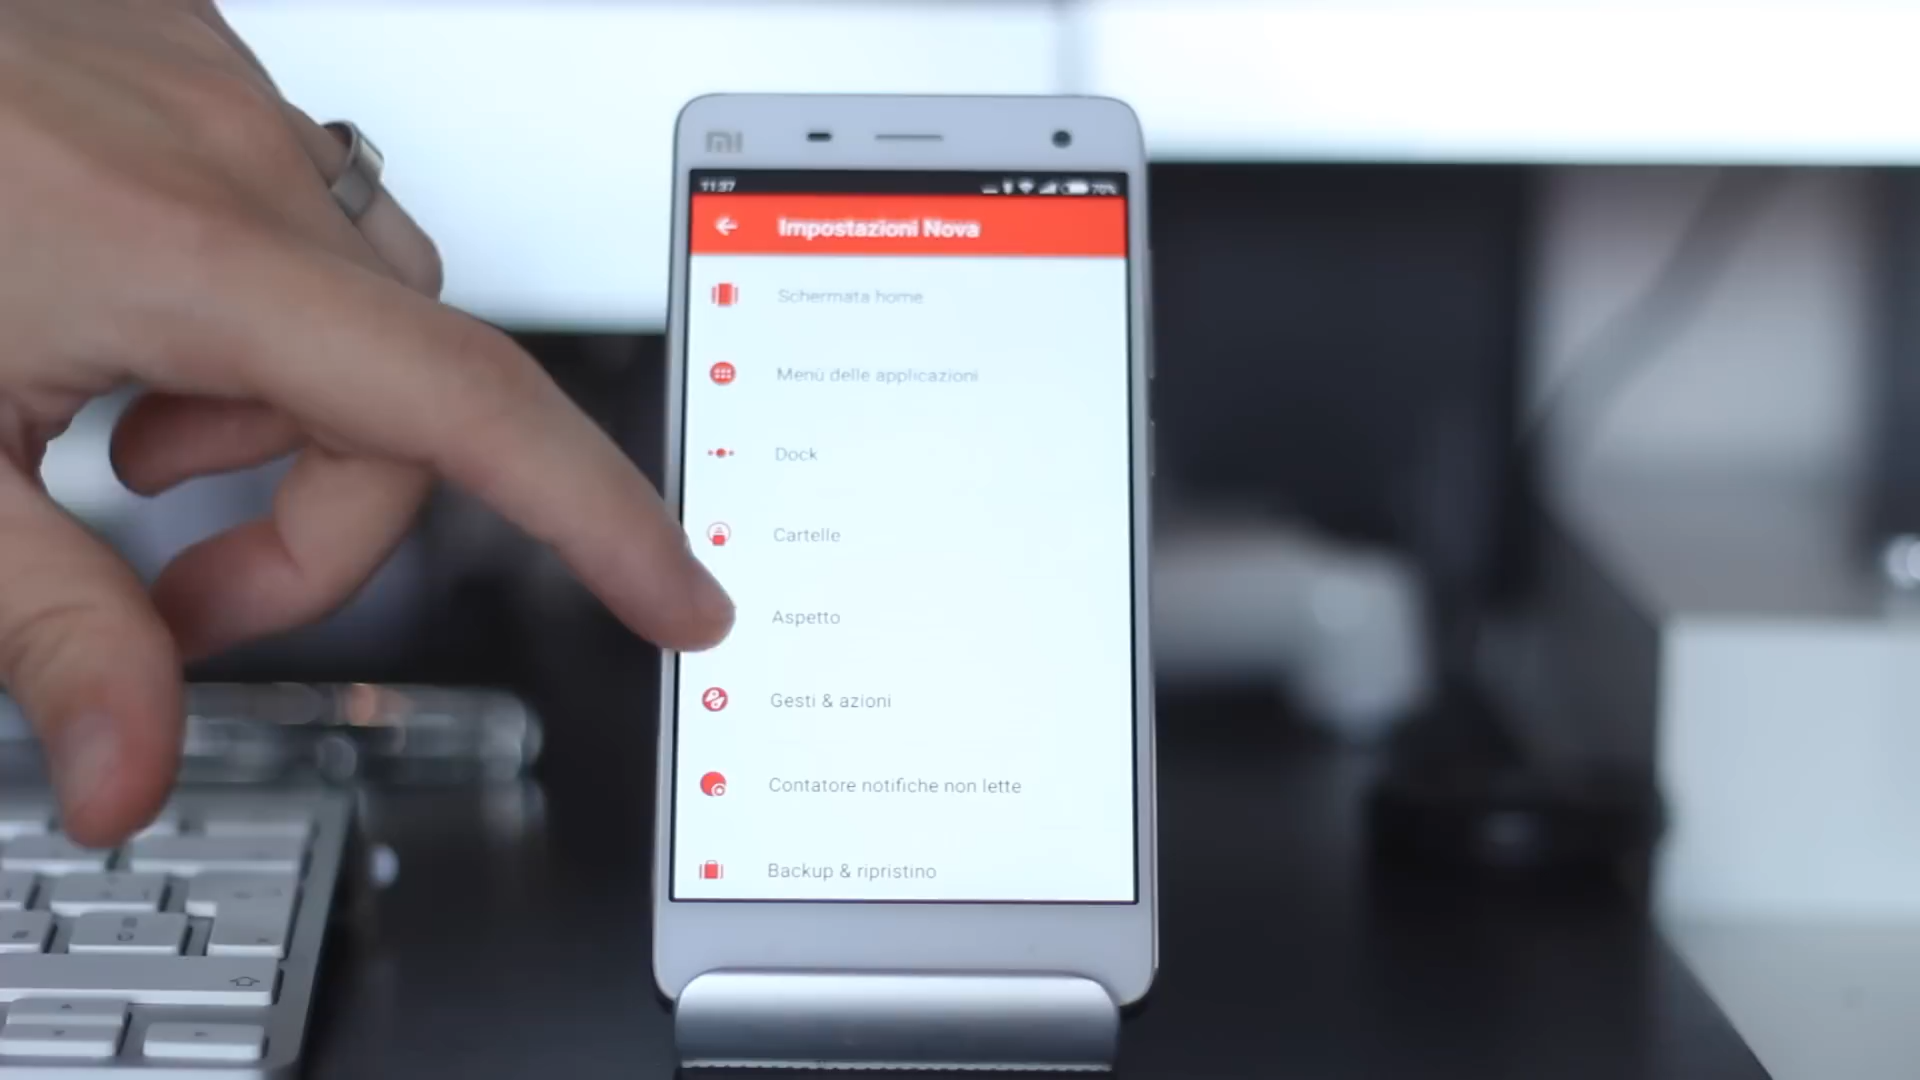 MI
11:37
70%
Impostazioni Nova
Schermata home
Menù delle applicazioni
Dock
Cartelle
Aspetto
Gesti & azioni
Contatore notifiche non lette
Backup & ripristino